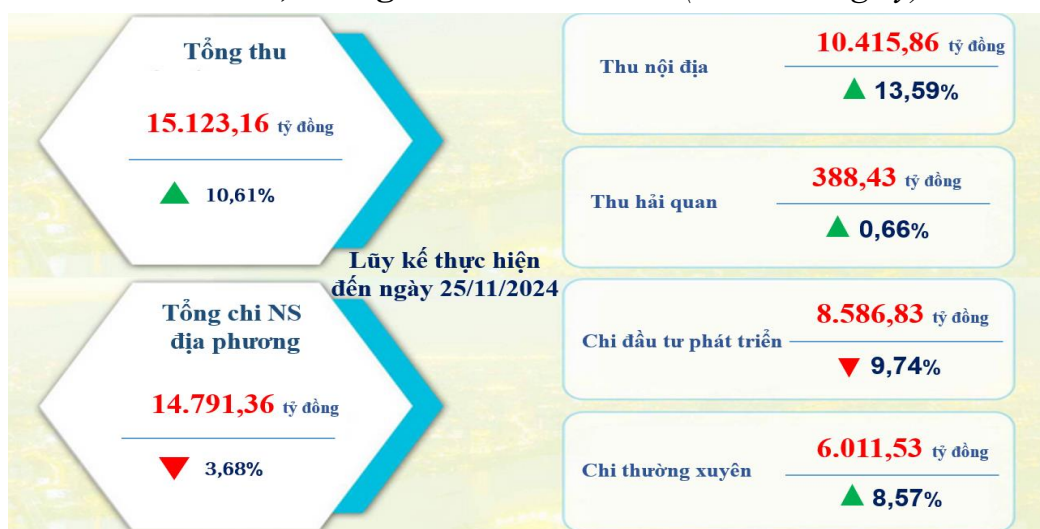 Tổng thu
15.123,16 tỷ đồng
10,61%
Thu nội địa
10.415,86 tỷ đồng
13,59%
Thu hải quan
388,43 tỷ đồng
0,66%
Lũy kế thực hiện
đến ngày 25/11/2024
Tổng chi NS
địa phương
14.791,36 tỷ đồng
3,68%
Chi đầu tư phát triển
8.586,83 tỷ đồng
9,74%
Chi thường xuyên
6.011,53 tỷ đồng
8,57%